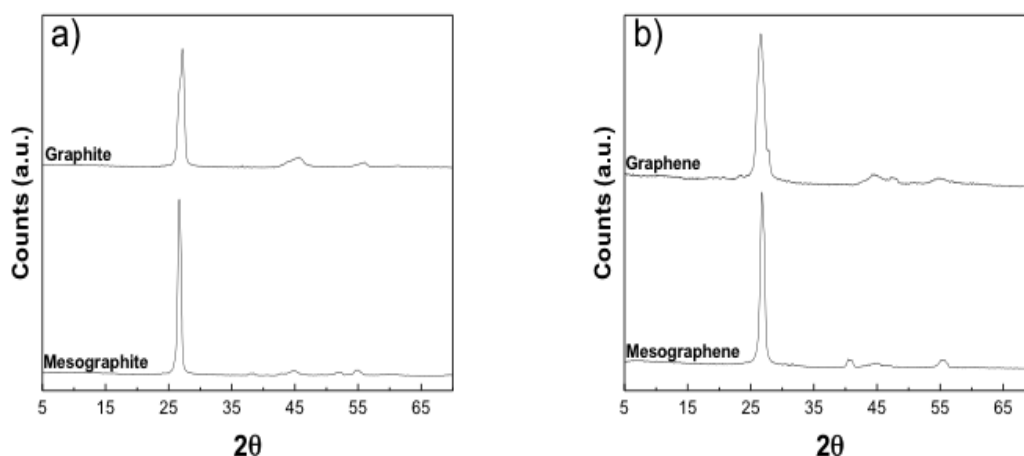 a)
Counts (a.u.)
Graphite
Mesographite
5 15 25 35 45 55 65
2θ
b)
Counts (a.u.)
Graphene
Mesographene
5 15 25 35 45 55 65
2θ